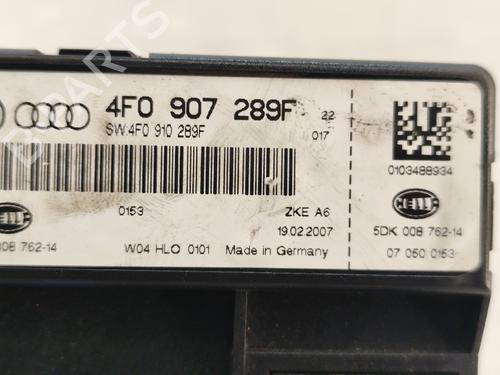 4F0 907 289F
22
SW:4F0 910 289F
017
0103488934
0153
ZKE A6
HELLA
19.02.2007
5DK 008 762-14
008 762-14
W04 HLO 0101
Made in Germany
07 050 0153